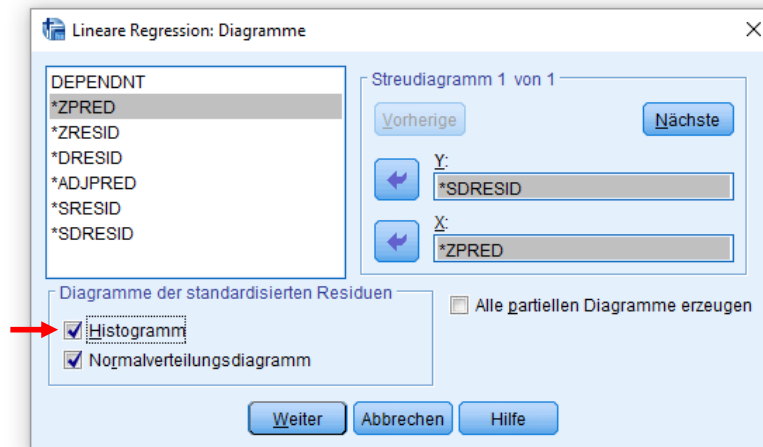 Lineare Regression: Diagramme
DEPENDNT
*ZPRED
*ZRESID
*DRESID
*ADJPRED
*SRESID
*SDRESID
Streudiagramm 1 von 1
Vorherige
Nächste
Y:
*SDRESID
X:
*ZPRED
Diagramme der standardisierten Residuen
Histogramm
Normalverteilungsdiagramm
Alle partiellen Diagramme erzeugen
Weiter
Abbrechen
Hilfe